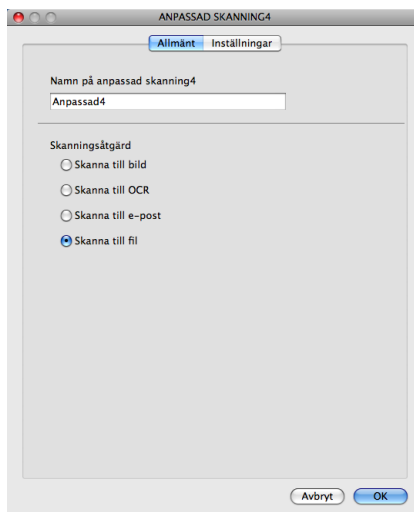 ANPASSAD SKANNING4
Allmänt Inställningar
Namn på anpassad skanning4
Anpassad4
Skanningsåtgärd
Skanna till bild
Skanna till OCR
Skanna till e-post
Skanna till fil
Avbryt OK